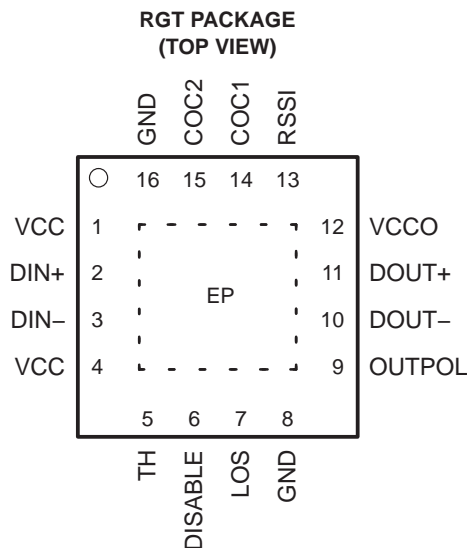 RGT PACKAGE
(TOP VIEW)
GND COC2 COC1 RSSI
16 15 14 13
VCC 1 12 VCCO
DIN+ 2 11 DOUT+
EP
DIN− 3 10 DOUT−
VCC 4 9 OUTPOL
5 6 7 8
TH DISABLE LOS GND